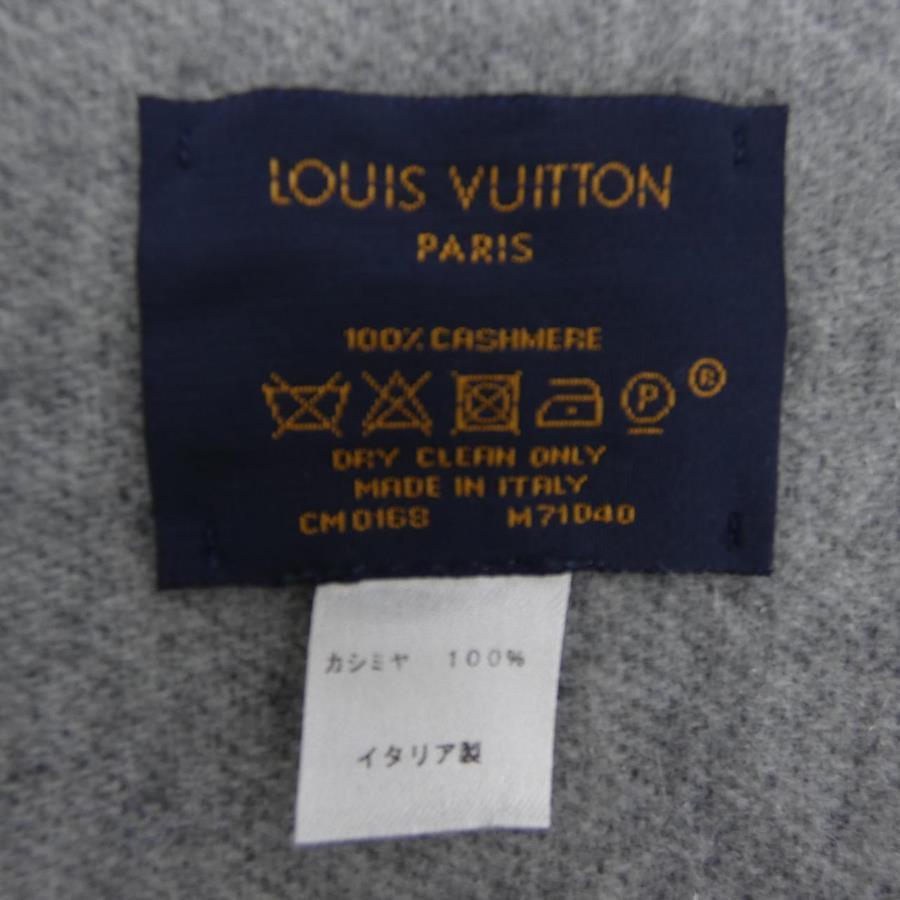 LOUIS VUITTON
PARIS
100% CASHMERE
P ®
DRY CLEAN ONLY
MADE IN ITALY
CM0168 M71040
カシミヤ 100%
イタリア製